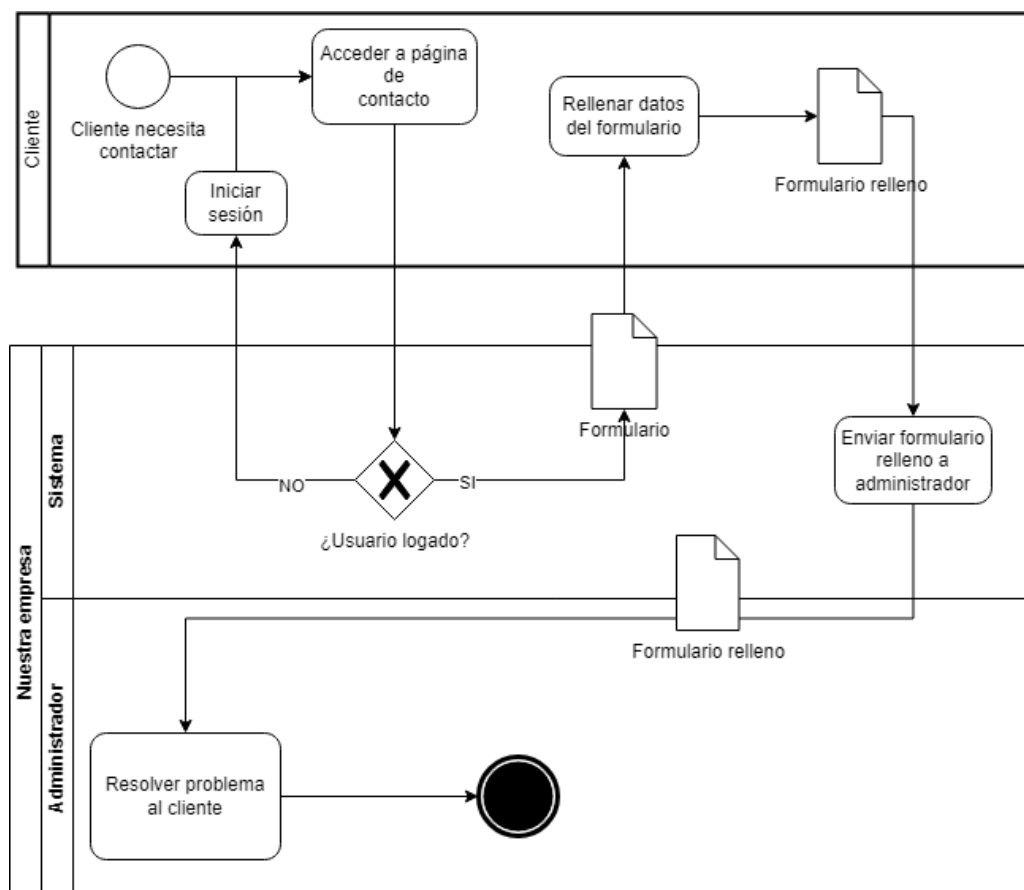 Cliente
Cliente necesita
contactar
Acceder a página
de
contacto
Iniciar
sesión
Rellenar datos
del formulario
Formulario relleno
Nuestra empresa
Sistema
NO
¿Usuario logado?
SI
Formulario
Enviar formulario
relleno a
administrador
Formulario relleno
Administrador
Resolver problema
al cliente